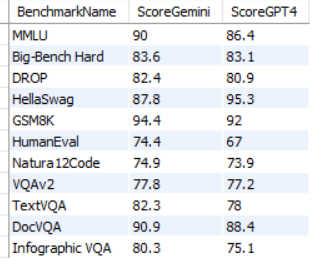 BenchmarkName ScoreGemini ScoreGPT4
MMLU 90 86.4
Big-Bench Hard 83.6 83.1
DROP 82.4 80.9
HellaSwag 87.8 95.3
GSM8K 94.4 92
HumanEval 74.4 67
Natura12Code 74.9 73.9
VQAv2 77.8 77.2
TextVQA 82.3 78
DocVQA 90.9 88.4
Infographic VQA 80.3 75.1